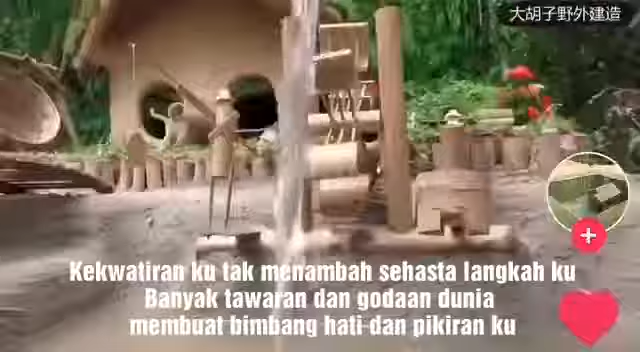 大胡子野外建造
Kekwatiran ku tak menambah sehasta langkah ku
Banyak tawaran dan godaan dunia
membuat bimbang hati dan pikiran ku